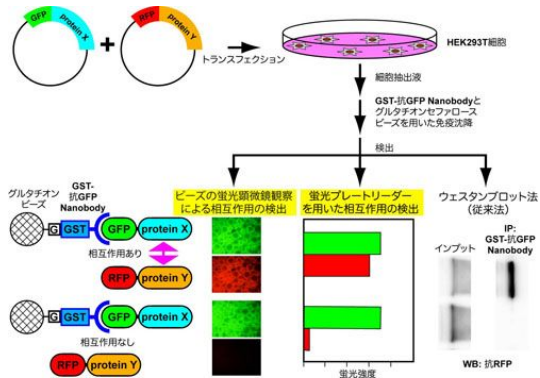 GFP
protein X
RFP
protein Y
トランスフェクション
HEK293T細胞
細胞抽出液
GST-抗GFP Nanobodyと
グルタチオンセファロース
ビーズを用いた免疫沈降
検出
グルタチオン
ビーズ
GST-
抗GFP
Nanobody
G GST GFP protein X
相互作用あり
RFP protein Y
G GST GFP protein X
相互作用なし
RFP protein Y
ビーズの蛍光顕微鏡観察
による相互作用の検出
蛍光プレートリーダー
を用いた相互作用の検出
蛍光強度
ウェスタンブロット法
(従来法)
IP:
GST-抗GFP
Nanobody
インプット
WB: 抗RFP